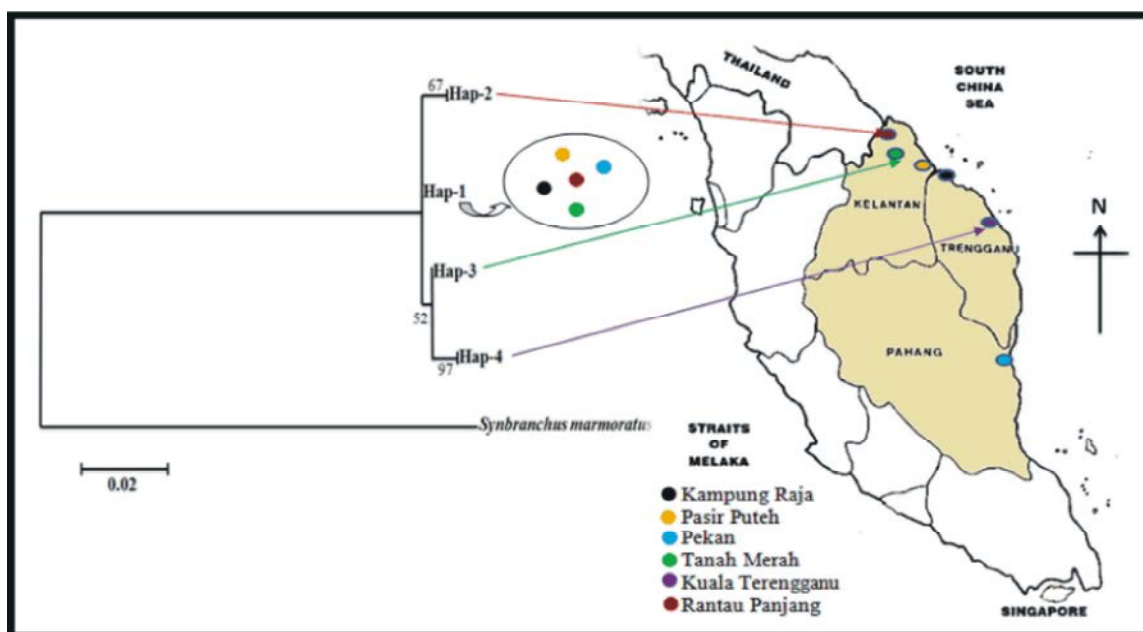 67
Hap-2
Hap-1
Hap-3
52
97
Hap-4
Synbranchus marmoratus
0.02
THAILAND
SOUTH
CHINA
SEA
KELANTAN
TRENGGANU
PAHANG
N
STRAITS
OF
MELAKA
Kampung Raja
Pasir Puteh
Pekan
Tanah Merah
Kuala Terengganu
Rantau Panjang
SINGAPORE